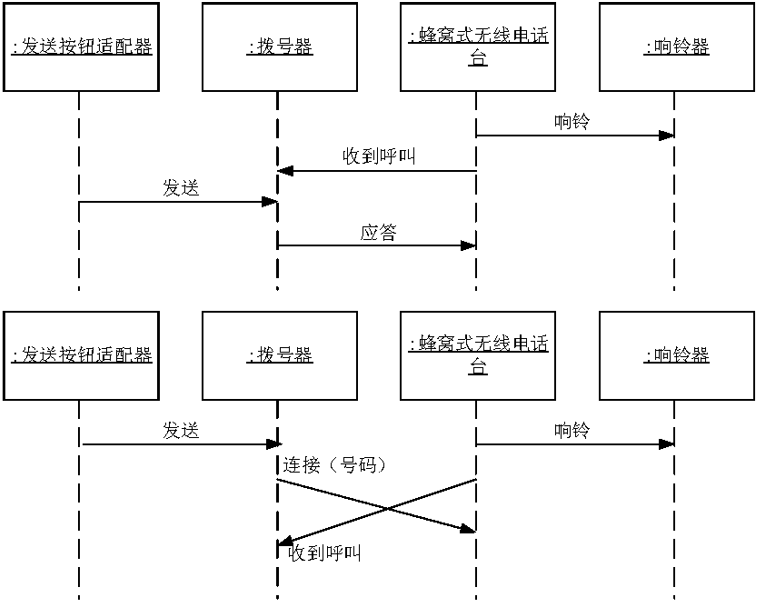 :发送按钮适配器
:拨号器
:蜂窝式无线电话
台
:响铃器
响铃
收到呼叫
发送
应答
:发送按钮适配器
:拨号器
:蜂窝式无线电话
台
:响铃器
发送
响铃
连接（号码）
收到呼叫